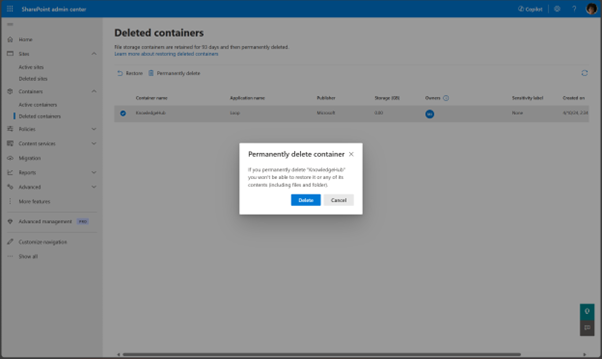 SharePoint admin center
Copilot
?
Home
Sites
Active sites
Deleted sites
Containers
Active containers
Deleted containers
Policies
Content services
Migration
Reports
Advanced
More features
Advanced management PRO
Customize navigation
Show all
Deleted containers
File storage containers are retained for 93 days and then permanently deleted.
Learn more about restoring deleted containers
Restore Permanently delete
Container name Application name Publisher Storage (GB) Owners Sensitivity label Created on
KnowledgeHub Loop Microsoft None
Permanently delete container
If you permanently delete "KnowledgeHub"
you won't be able to restore it or any of its
contents (including files and folder).
Delete Cancel